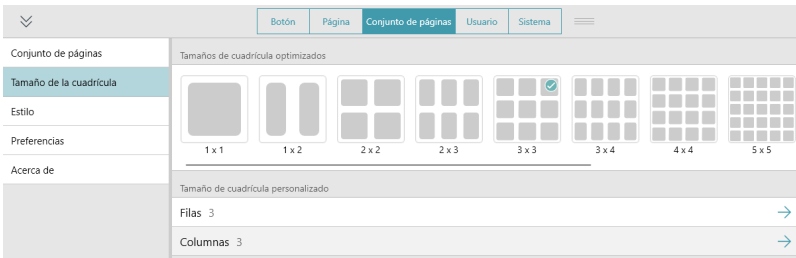 Botón Página Conjunto de páginas Usuario Sistema
Conjunto de páginas
Tamaño de la cuadrícula
Estilo
Preferencias
Acerca de
Tamaños de cuadrícula optimizados
1 x 1 1 x 2 2 x 2 2 x 3 3 x 3 3 x 4 4 x 4 5 x 5
Tamaño de cuadrícula personalizado
Filas 3
Columnas 3